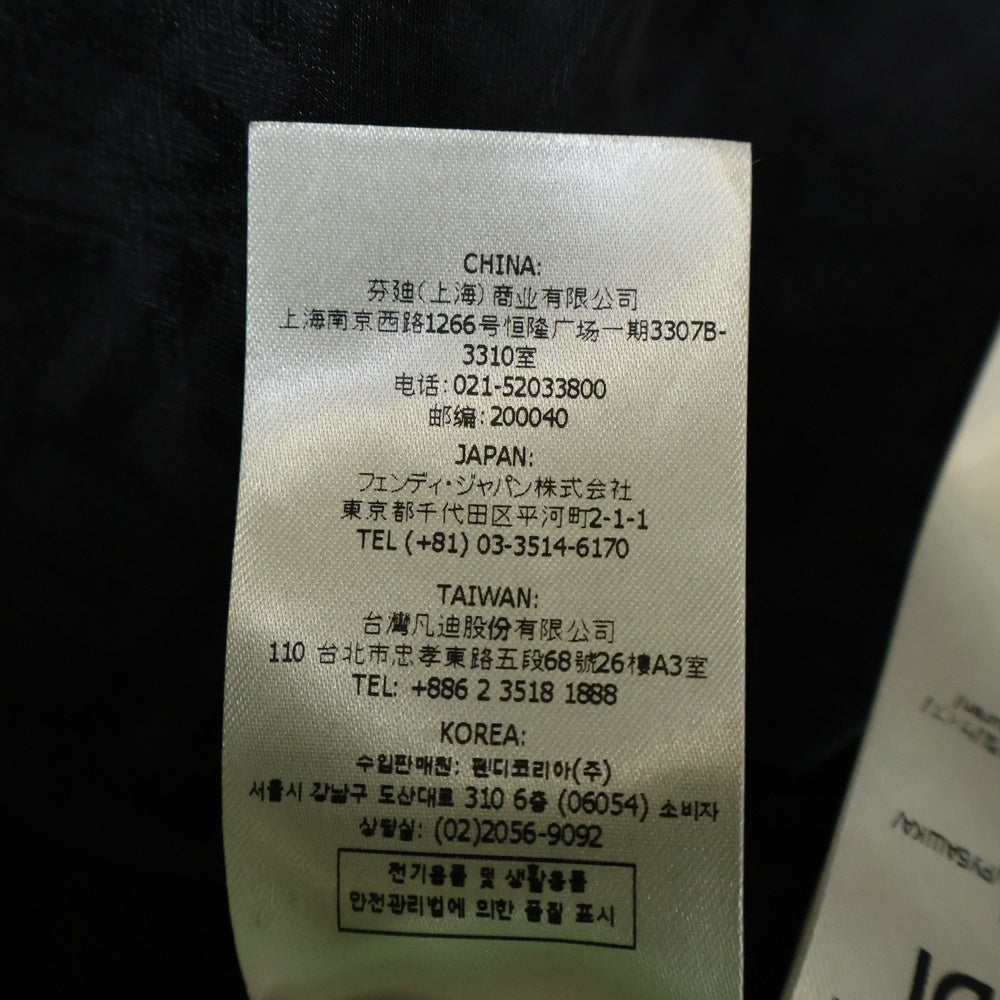 CHINA:
芬廸(上海)商业有限公司
上海南京西路1266号恒隆广场一期3307B-
3310室
电话:021-52033800
邮编:200040
JAPAN:
フェンディ・ジャパン株式会社
東京都千代田区平河町2-1-1
TEL (+81) 03-3514-6170
TAIWAN:
台灣凡迪股份有限公司
110 台北市忠孝東路五段68號26樓A3室
TEL: +886 2 3518 1888
KOREA:
수입판매원: 펜디코리아(주)
서울시 강남구 도산대로 310 6층 (06054) 소비자
상담실: (02)2056-9092
전기용품 및 생활용품
안전관리법에 의한 품질 표시
/РУБАШКА/